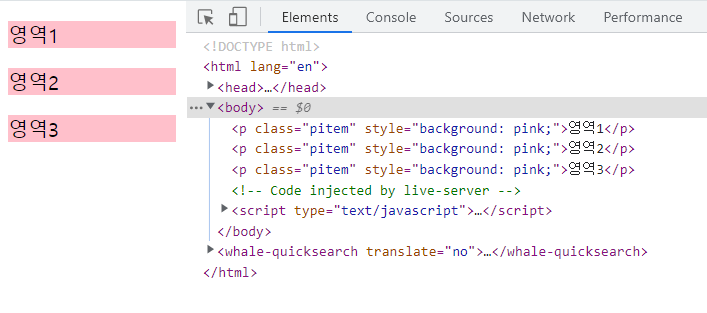 영역1
영역2
영역3
Elements Console Sources Network Performance
<!DOCTYPE html>
<html lang="en">
<head>…</head>
<body> == $0
<p class="pitem" style="background: pink;">영역1</p>
<p class="pitem" style="background: pink;">영역2</p>
<p class="pitem" style="background: pink;">영역3</p>
<!-- Code injected by live-server -->
<script type="text/javascript">…</script>
</body>
<whale-quicksearch translate="no">…</whale-quicksearch>
</html>